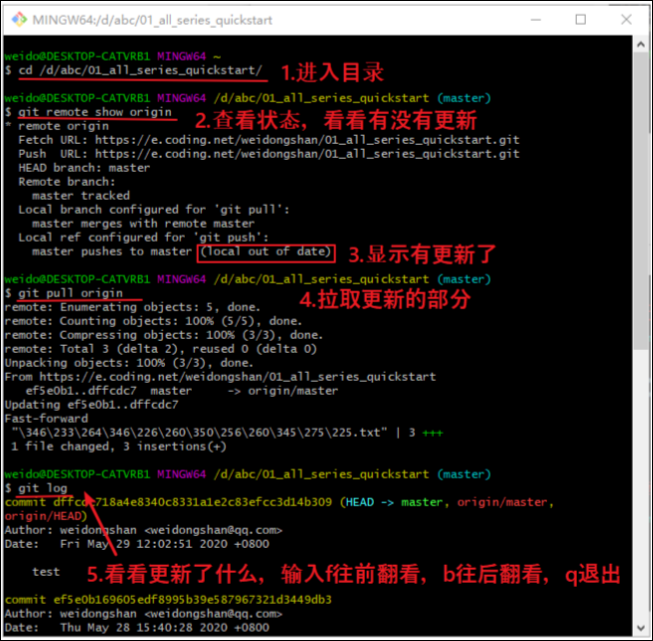 MINGW64:/d/abc/01_all_series_quickstart
weido@DESKTOP-CATVRB1 MINGW64 ~
$ cd /d/abc/01_all_series_quickstart/
1.进入目录
weido@DESKTOP-CATVRB1 MINGW64 /d/abc/01_all_series_quickstart (master)
$ git remote show origin
2.查看状态，看看有没有更新
* remote origin
Fetch URL: https://e.coding.net/weidongshan/01_all_series_quickstart.git
Push  URL: https://e.coding.net/weidongshan/01_all_series_quickstart.git
HEAD branch: master
Remote branch:
master tracked
Local branch configured for 'git pull':
master merges with remote master
Local ref configured for 'git push':
master pushes to master (local out of date)
3.显示有更新了
weido@DESKTOP-CATVRB1 MINGW64 /d/abc/01_all_series_quickstart (master)
$ git pull origin
4.拉取更新的部分
remote: Enumerating objects: 5, done.
remote: Counting objects: 100% (5/5), done.
remote: Compressing objects: 100% (3/3), done.
remote: Total 3 (delta 2), reused 0 (delta 0)
Unpacking objects: 100% (3/3), done.
From https://e.coding.net/weidongshan/01_all_series_quickstart
ef5e0b1..dffcdc7  master     -> origin/master
Updating ef5e0b1..dffcdc7
Fast-forward
"\346\233\264\346\226\260\350\256\260\345\275\225.txt" | 3 +++
1 file changed, 3 insertions(+)
weido@DESKTOP-CATVRB1 MINGW64 /d/abc/01_all_series_quickstart (master)
$ git log
commit dffcdc718a4e8340c8331a1e2c83efcc3d14b309 (HEAD -> master, origin/master,
origin/HEAD)
Author: weidongshan <weidongshan@qq.com>
Date:   Fri May 29 12:02:51 2020 +0800
test
5.看看更新了什么，输入f往前翻看，b往后翻看，q退出
commit ef5e0b169605edf8995b39e587967321d3449db3
Author: weidongshan <weidongshan@qq.com>
Date:   Thu May 28 15:40:28 2020 +0800